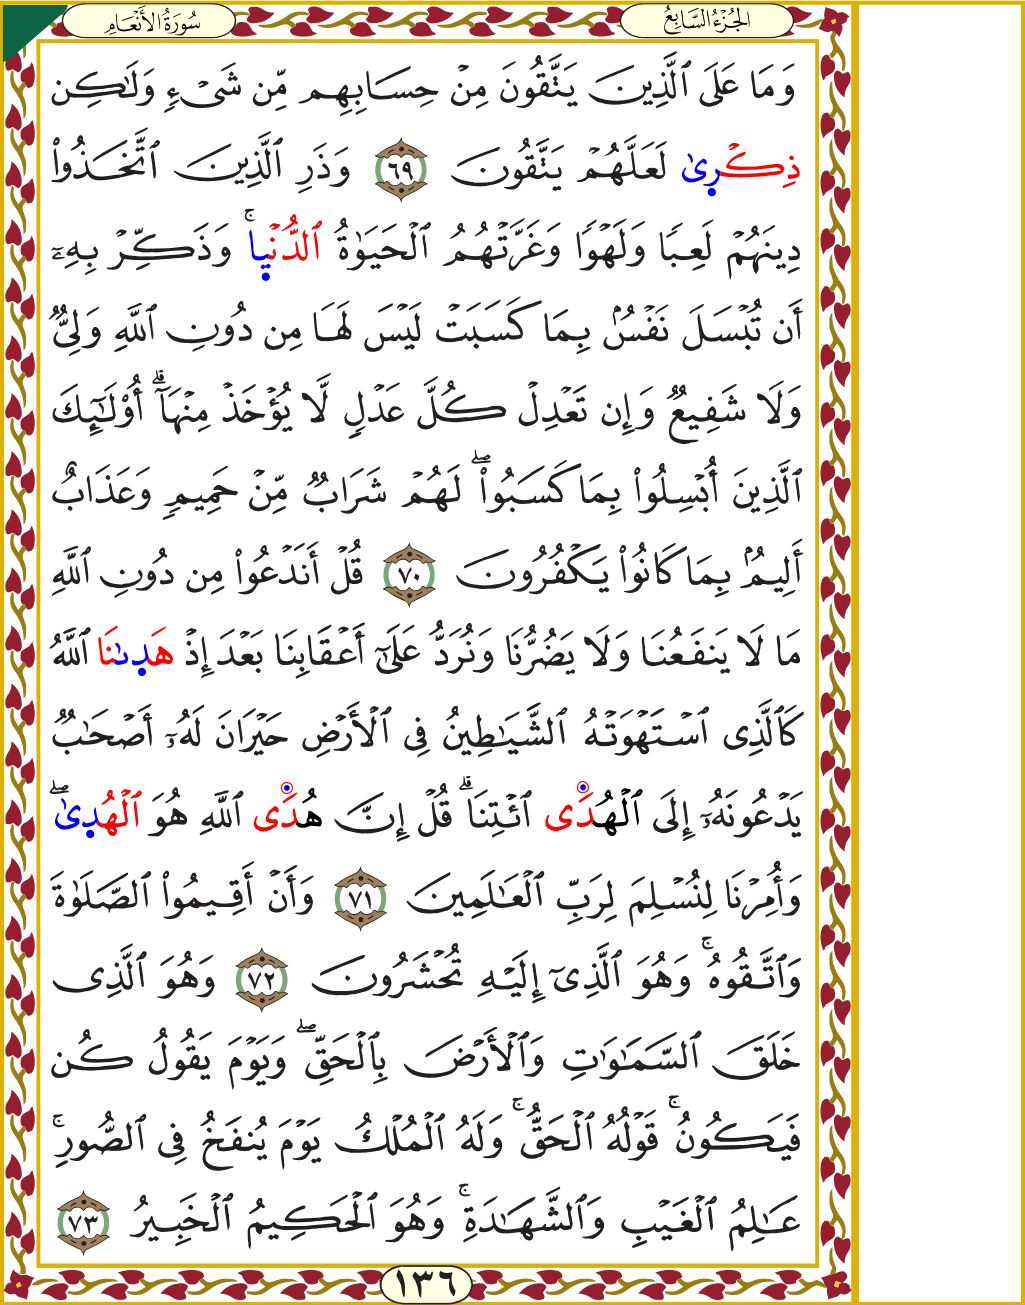 الجُزْءُ السَّابِعُ
سُورَةُ الأَنْعَامِ
وَمَا عَلَى ٱلَّذِينَ يَتَّقُونَ مِنْ حِسَابِهِم مِّن شَىْءٍ وَلَٰكِن
ذِكْرِىٰ لَعَلَّهُمْ يَتَّقُونَ ٦٩ وَذَرِ ٱلَّذِينَ ٱتَّخَذُوا۟
دِينَهُمْ لَعِبًا وَلَهْوًا وَغَرَّتْهُمُ ٱلْحَيَوٰةُ ٱلدُّنْيِا ۚ وَذَكِّرْ بِهِۦٓ
أَن تُبْسَلَ نَفْسٌۢ بِمَا كَسَبَتْ لَيْسَ لَهَا مِن دُونِ ٱللَّهِ وَلِىٌّ
وَلَا شَفِيعٌ وَإِن تَعْدِلْ كُلَّ عَدْلٍ لَّا يُؤْخَذْ مِنْهَآ ۗ أُو۟لَٰٓئِكَ
ٱلَّذِينَ أُبْسِلُوا۟ بِمَا كَسَبُوا۟ ۖ لَهُمْ شَرَابٌ مِّنْ حَمِيمٍ وَعَذَابٌ
أَلِيمٌۢ بِمَا كَانُوا۟ يَكْفُرُونَ ٧٠ قُلْ أَنَدْعُوا۟ مِن دُونِ ٱللَّهِ
مَا لَا يَنفَعُنَا وَلَا يَضُرُّنَا وَنُرَدُّ عَلَىٰٓ أَعْقَابِنَا بَعْدَ إِذْ هَدِىٰنَا ٱللَّهُ
كَٱلَّذِى ٱسْتَهْوَتْهُ ٱلشَّيَٰطِينُ فِى ٱلْأَرْضِ حَيْرَانَ لَهُۥٓ أَصْحَٰبٌ
يَدْعُونَهُۥٓ إِلَى ٱلْهُدَى ٱئْتِنَا ۗ قُلْ إِنَّ هُدَى ٱللَّهِ هُوَ ٱلْهُدِىٰ ۖ
وَأُمِرْنَا لِنُسْلِمَ لِرَبِّ ٱلْعَٰلَمِينَ ٧١ وَأَنْ أَقِيمُوا۟ ٱلصَّلَوٰةَ
وَٱتَّقُوهُ ۚ وَهُوَ ٱلَّذِىٓ إِلَيْهِ تُحْشَرُونَ ٧٢ وَهُوَ ٱلَّذِى
خَلَقَ ٱلسَّمَٰوَٰتِ وَٱلْأَرْضَ بِٱلْحَقِّ ۖ وَيَوْمَ يَقُولُ كُن
فَيَكُونُ ۚ قَوْلُهُ ٱلْحَقُّ ۚ وَلَهُ ٱلْمُلْكُ يَوْمَ يُنفَخُ فِى ٱلصُّورِ ۚ
عَٰلِمُ ٱلْغَيْبِ وَٱلشَّهَٰدَةِ ۚ وَهُوَ ٱلْحَكِيمُ ٱلْخَبِيرُ ٧٣
١٣٦